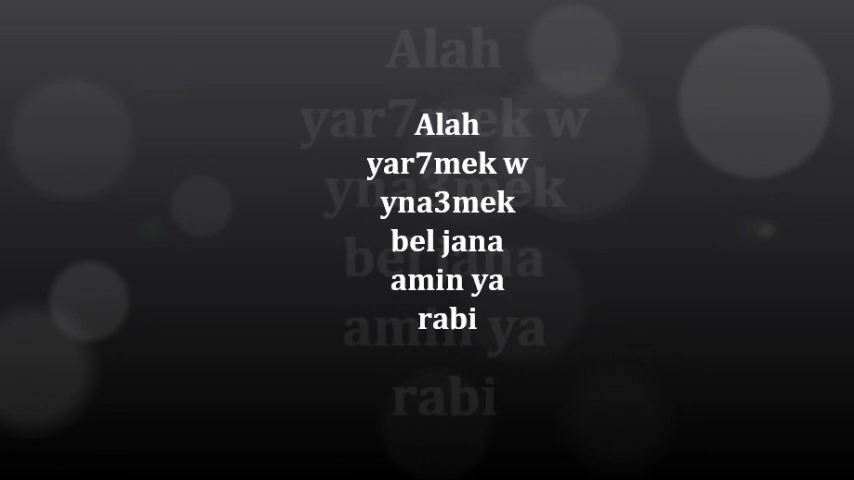 Alah
yar7mek w
yna3mek
bel jana
amin ya
rabi